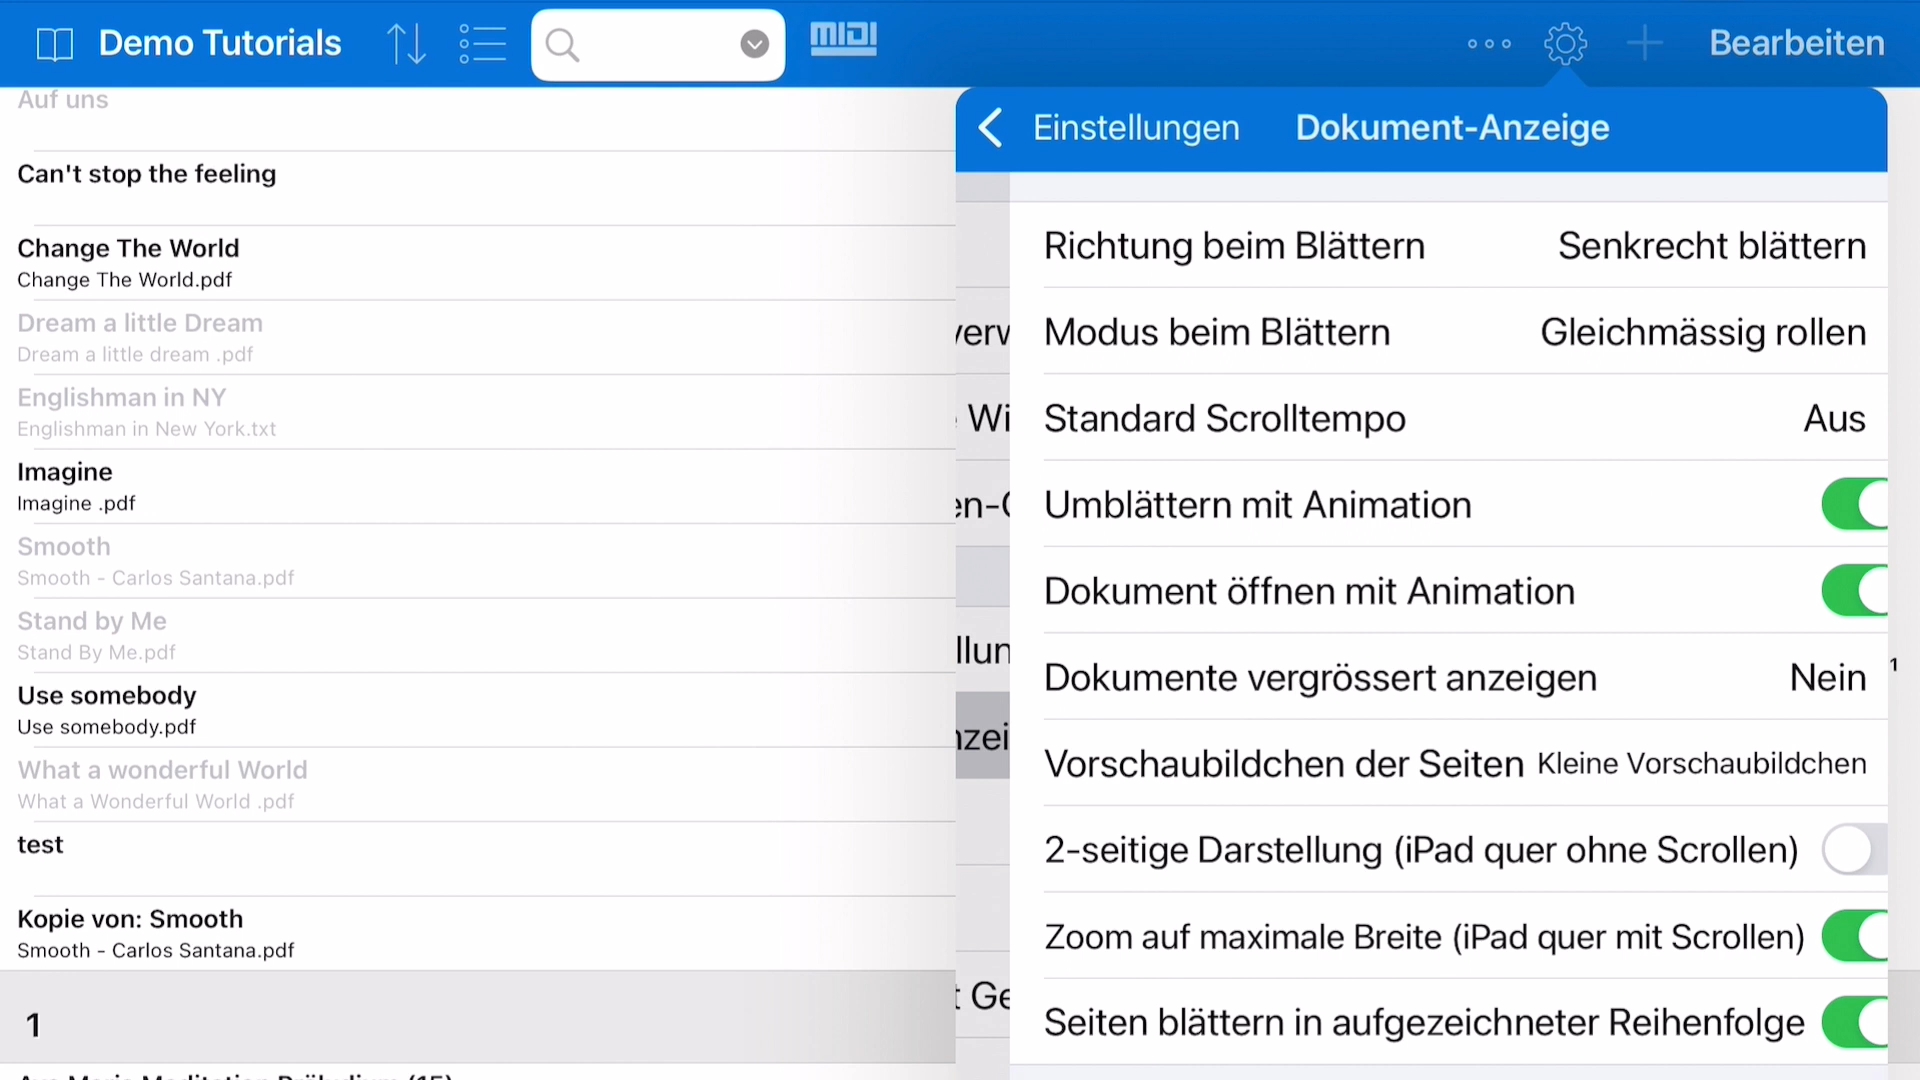 Demo Tutorials
MIDI
Bearbeiten
Auf uns
Can't stop the feeling
Change The World
Change The World.pdf
Dream a little Dream
Dream a little dream .pdf
Englishman in NY
Englishman in New York.txt
Imagine
Imagine .pdf
Smooth
Smooth - Carlos Santana.pdf
Stand by Me
Stand By Me.pdf
Use somebody
Use somebody.pdf
What a wonderful World
What a Wonderful World .pdf
test
Kopie von: Smooth
Smooth - Carlos Santana.pdf
1
Einstellungen
Dokument-Anzeige
Richtung beim Blättern Senkrecht blättern
Modus beim Blättern Gleichmässig rollen
Standard Scrolltempo Aus
Umblättern mit Animation
Dokument öffnen mit Animation
Dokumente vergrössert anzeigen Nein
Vorschaubildchen der Seiten Kleine Vorschaubildchen
2-seitige Darstellung (iPad quer ohne Scrollen)
Zoom auf maximale Breite (iPad quer mit Scrollen)
Seiten blättern in aufgezeichneter Reihenfolge
1